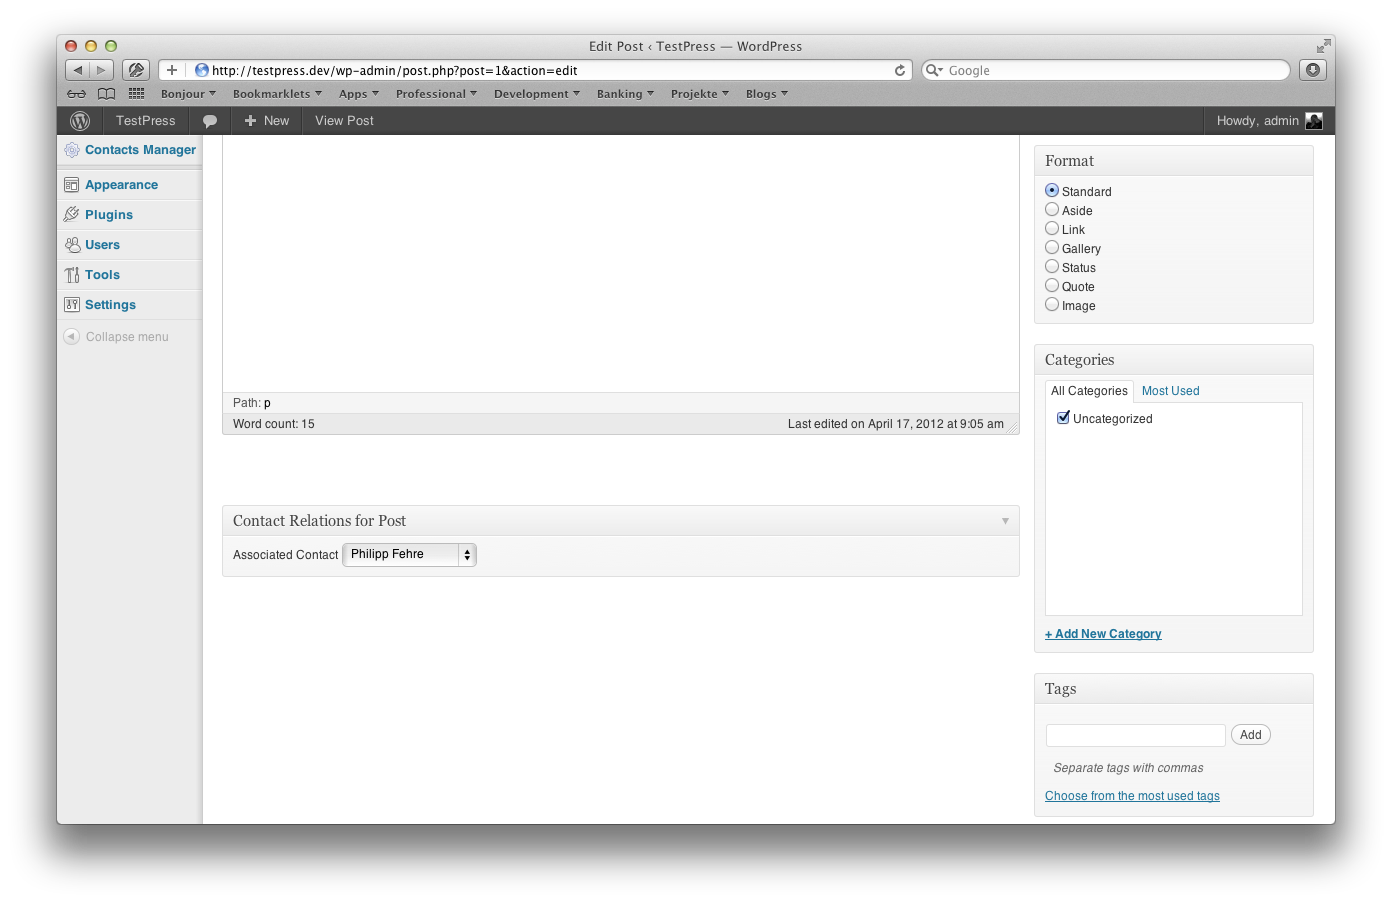 Edit Post ‹ TestPress — WordPress
http://testpress.dev/wp-admin/post.php?post=1&action=edit
Google
Bonjour Bookmarklets Apps Professional Development Banking Projekte Blogs
TestPress + New View Post Howdy, admin
Contacts Manager
Appearance
Plugins
Users
Tools
Settings
Collapse menu
Path: p
Word count: 15 Last edited on April 17, 2012 at 9:05 am
Contact Relations for Post
Associated Contact Philipp Fehre
Format
Standard
Aside
Link
Gallery
Status
Quote
Image
Categories
All Categories Most Used
Uncategorized
+ Add New Category
Tags
Add
Separate tags with commas
Choose from the most used tags